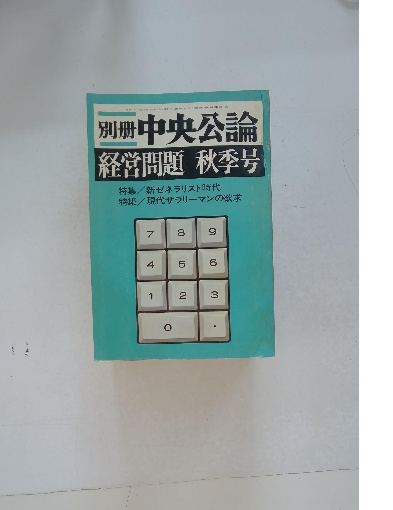 別冊 中央公論
経営問題 秋季号
特集／新ゼネラリスト時代
特集／現代サラリーマンの欲求
7 8 9
4 5 6
1 2 3
0 ・